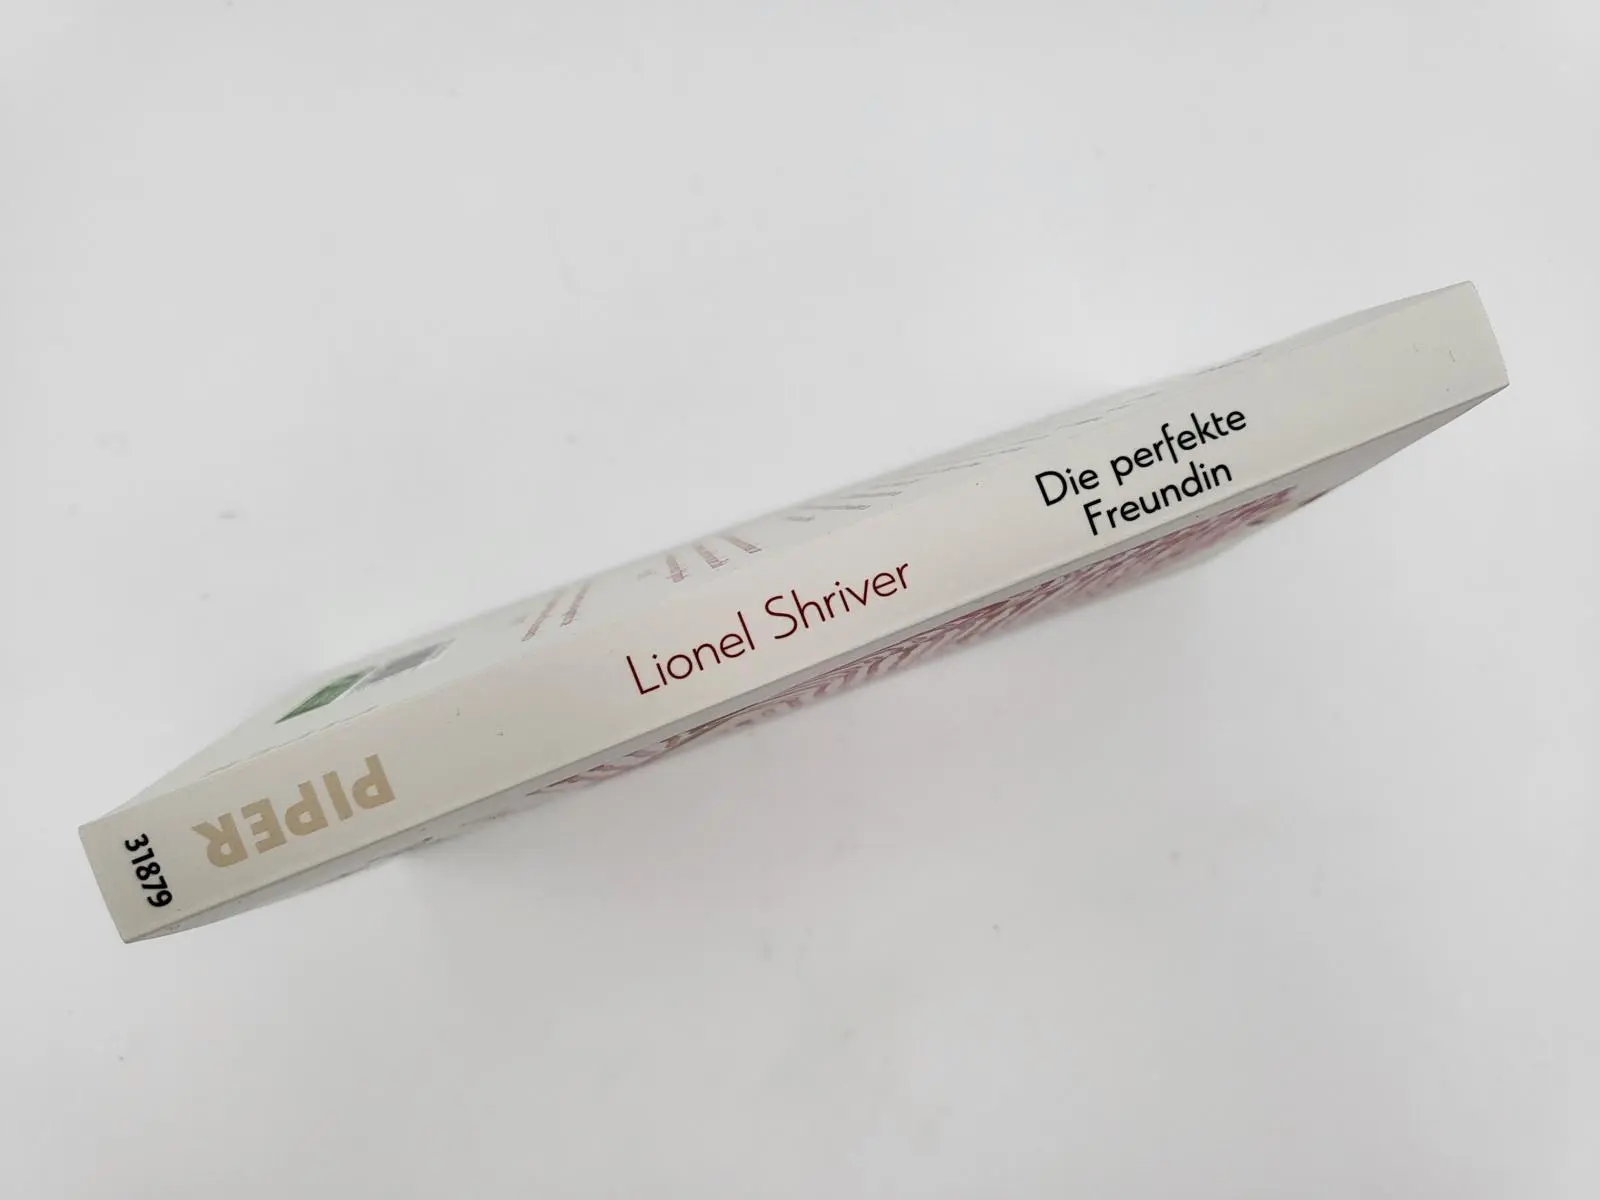 Die perfekte
Freundin
Lionel Shriver
PIPER
31879